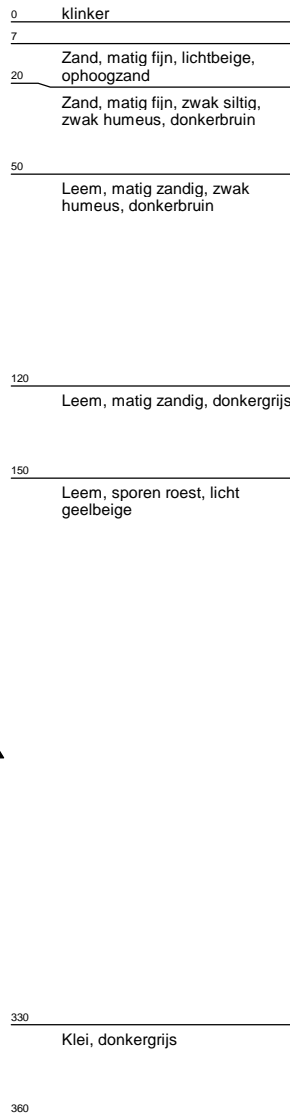 0 klinker
7
Zand, matig fijn, lichtbeige,
ophoogzand
20
Zand, matig fijn, zwak siltig,
zwak humeus, donkerbruin
50
Leem, matig zandig, zwak
humeus, donkerbruin
120
Leem, matig zandig, donkergrijs
150
Leem, sporen roest, licht
geelbeige
330
Klei, donkergrijs
360